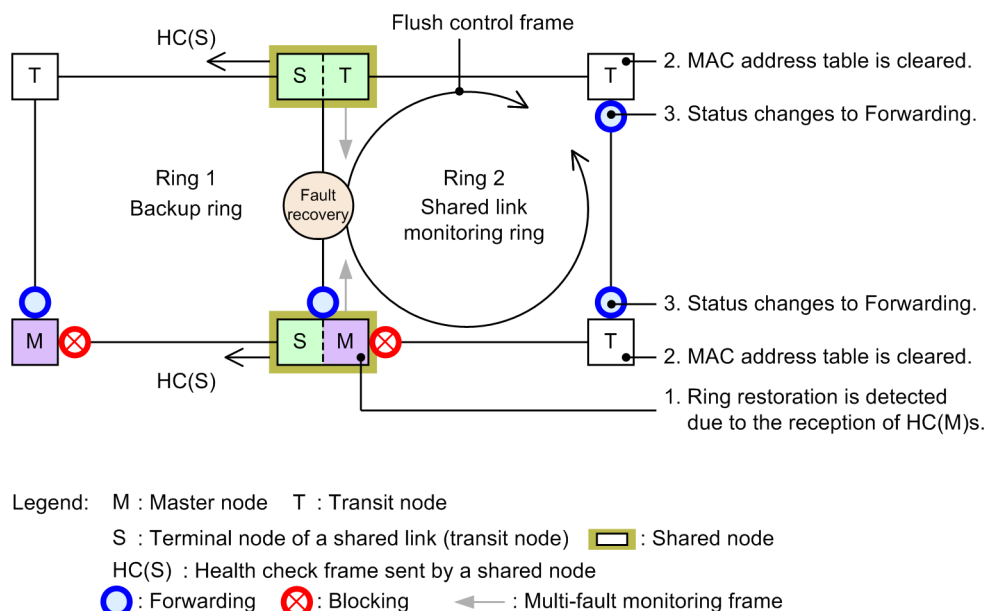 Flush control frame
HC(S)
2. MAC address table is cleared.
T
S
T
T
3. Status changes to Forwarding.
Ring 1
Backup ring
Fault
recovery
Ring 2
Shared link
monitoring ring
3. Status changes to Forwarding.
M
S
M
T
2. MAC address table is cleared.
HC(S)
1. Ring restoration is detected
due to the reception of HC(M)s.
Legend: M : Master node T : Transit node
S : Terminal node of a shared link (transit node) : Shared node
HC(S) : Health check frame sent by a shared node
: Forwarding : Blocking : Multi-fault monitoring frame